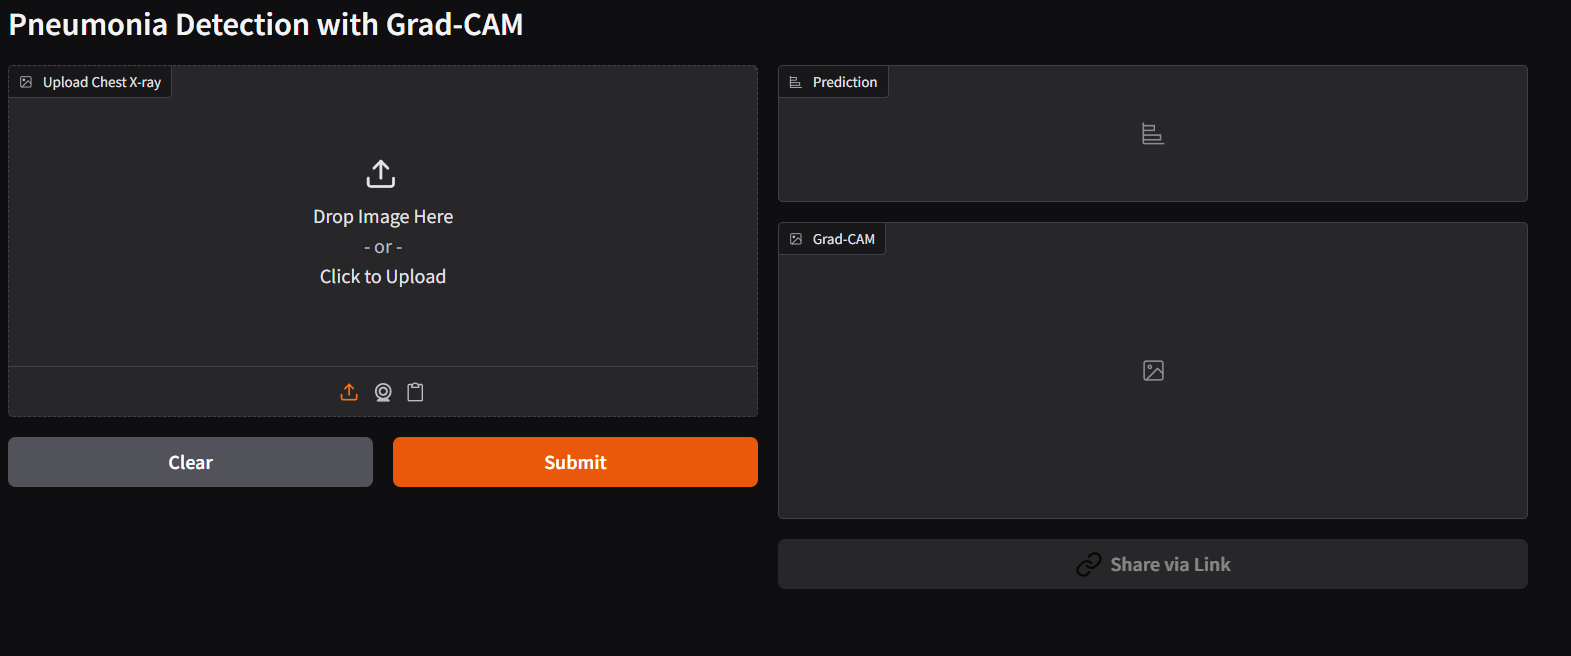 Pneumonia Detection with Grad-CAM
Upload Chest X-ray
Drop Image Here
- or -
Click to Upload
Clear
Submit
Prediction
Grad-CAM
Share via Link